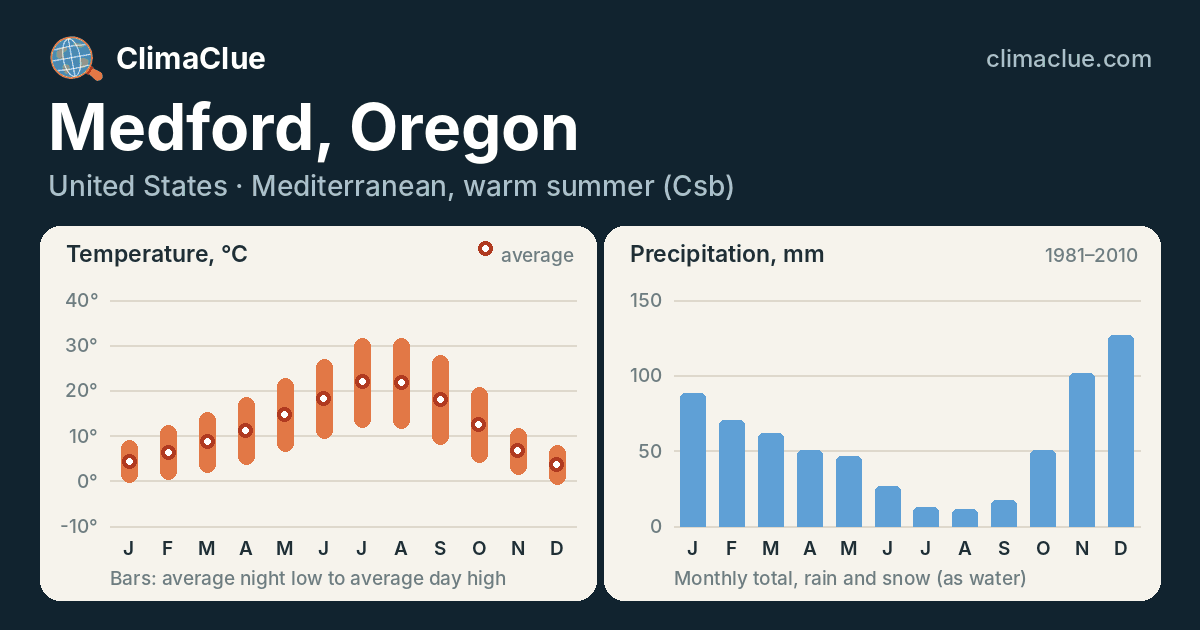 ClimaClue
climaclue.com
Medford, Oregon
United States · Mediterranean, warm summer (Csb)
Temperature, °C
average
40°
30°
20°
10°
0°
-10°
J F M A M J J A S O N D
Bars: average night low to average day high
Precipitation, mm
1981–2010
150
100
50
0
J F M A M J J A S O N D
Monthly total, rain and snow (as water)